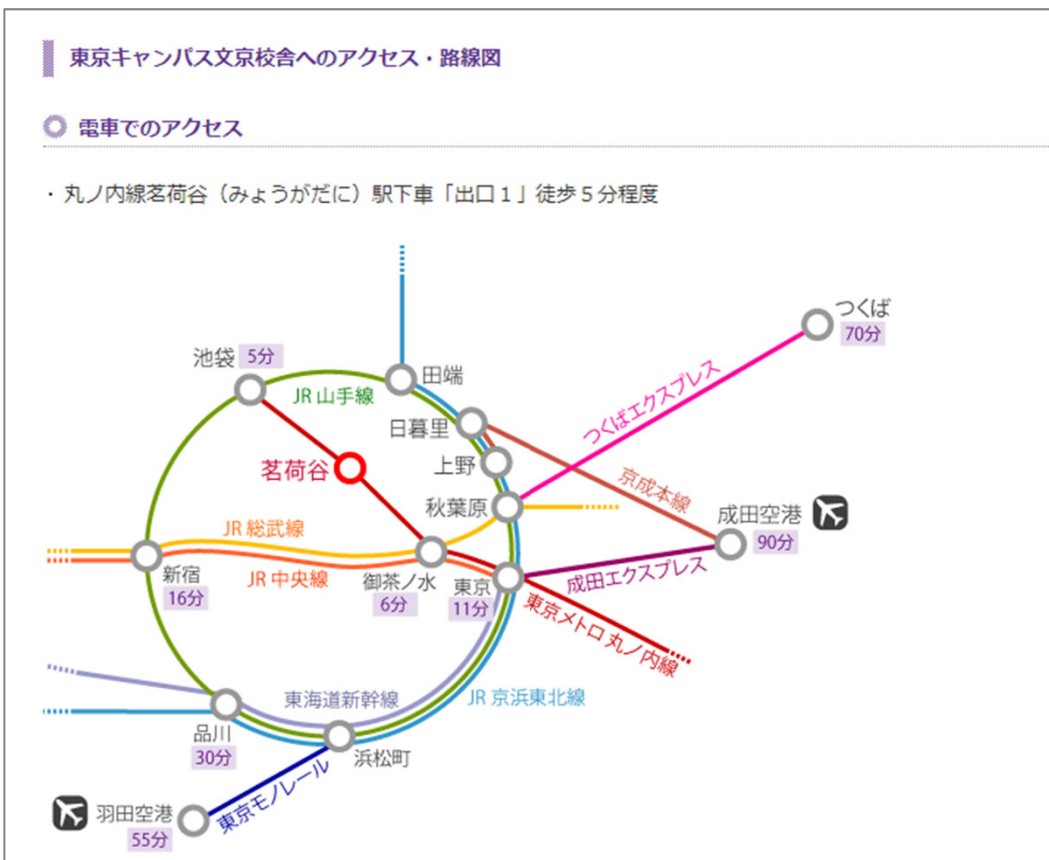 東京キャンパス文京校舎へのアクセス・路線図
電車でのアクセス
・丸ノ内線茗荷谷（みょうがだに）駅下車「出口１」徒歩５分程度
つくば
70分
池袋 5分
田端
JR 山手線
つくばエクスプレス
日暮里
茗荷谷
上野
京成本線
秋葉原
成田空港
90分
JR 総武線
新宿
16分
JR 中央線
御茶ノ水
6分
東京
11分
成田エクスプレス
東京メトロ 丸ノ内線
東海道新幹線
JR 京浜東北線
品川
30分
浜松町
東京モノレール
羽田空港
55分